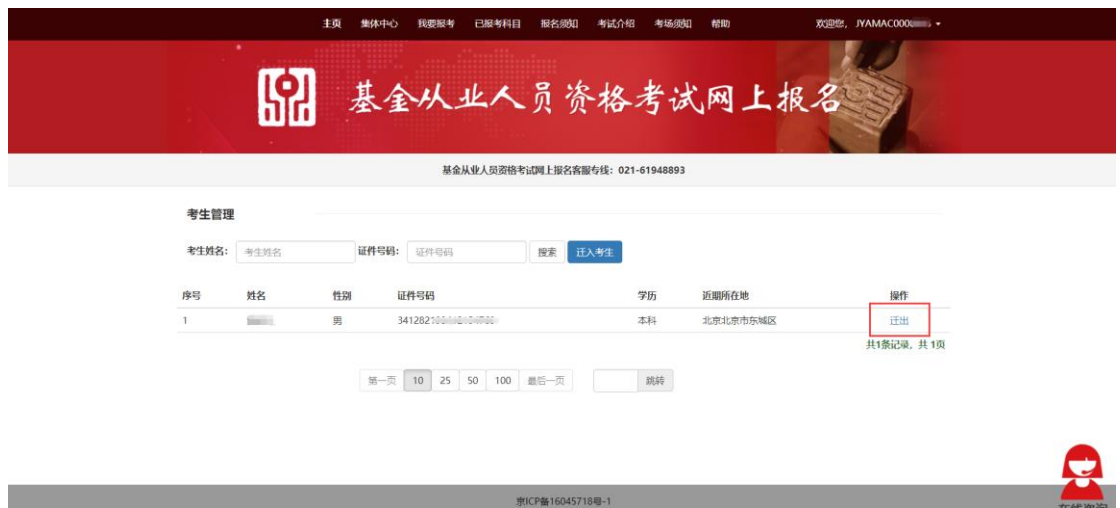 主页 集体中心 我要报考 已报考科目 报名须知 考试介绍 考场须知 帮助 欢迎您，JYAMAC000
基金从业人员资格考试网上报名
基金从业人员资格考试网上报名客服专线：021-61948893
考生管理
考生姓名： 考生姓名 证件号码： 证件号码 搜索 迁入考生
序号 姓名 性别 证件号码 学历 近期所在地 操作
1 男 341282 本科 北京北京市东城区 迁出
共1条记录，共 1页
第一页 10 25 50 100 最后一页 跳转
京ICP备16045718号-1
在线咨询